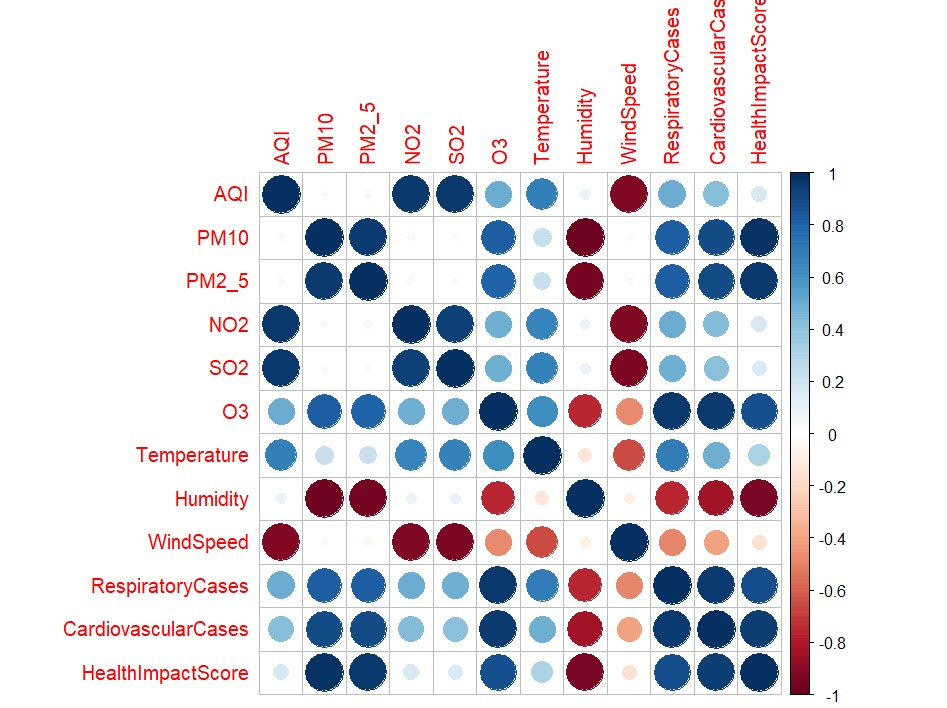 AQI
PM10
PM2_5
NO2
SO2
O3
Temperature
Humidity
WindSpeed
RespiratoryCases
CardiovascularCas
HealthImpactScore
AQI
PM10
PM2_5
NO2
SO2
O3
Temperature
Humidity
WindSpeed
RespiratoryCases
CardiovascularCases
HealthImpactScore
1
0.8
0.6
0.4
0.2
0
-0.2
-0.4
-0.6
-0.8
-1